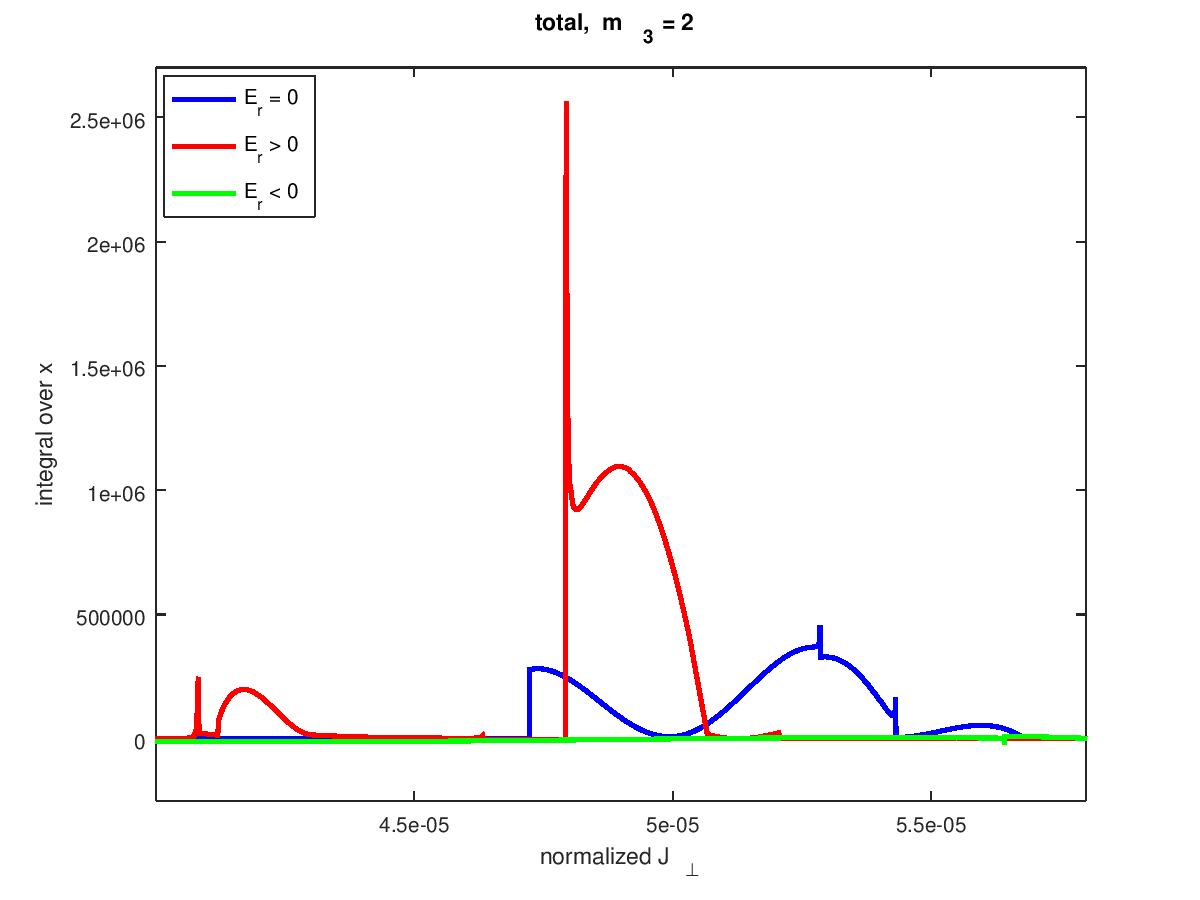 total, m 3 = 2
E r = 0
E r > 0
E r < 0
2.5e+06
2e+06
1.5e+06
1e+06
500000
0
integral over x
4.5e-05 5e-05 5.5e-05
normalized J ⊥